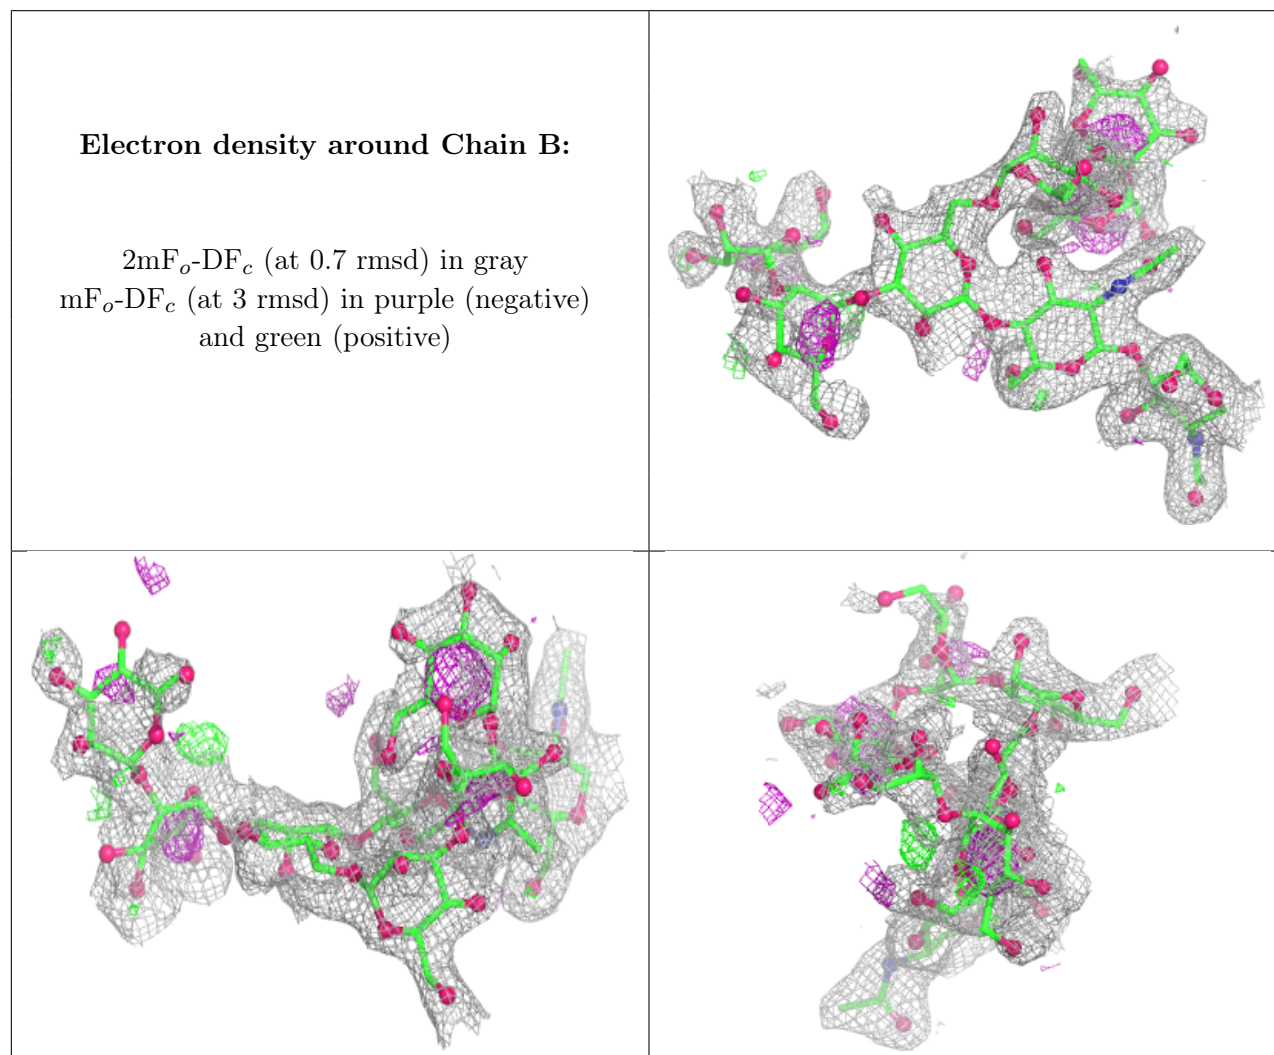 Electron density around Chain B:
2mFₒ-DF𝒸 (at 0.7 rmsd) in gray
mFₒ-DF𝒸 (at 3 rmsd) in purple (negative)
and green (positive)